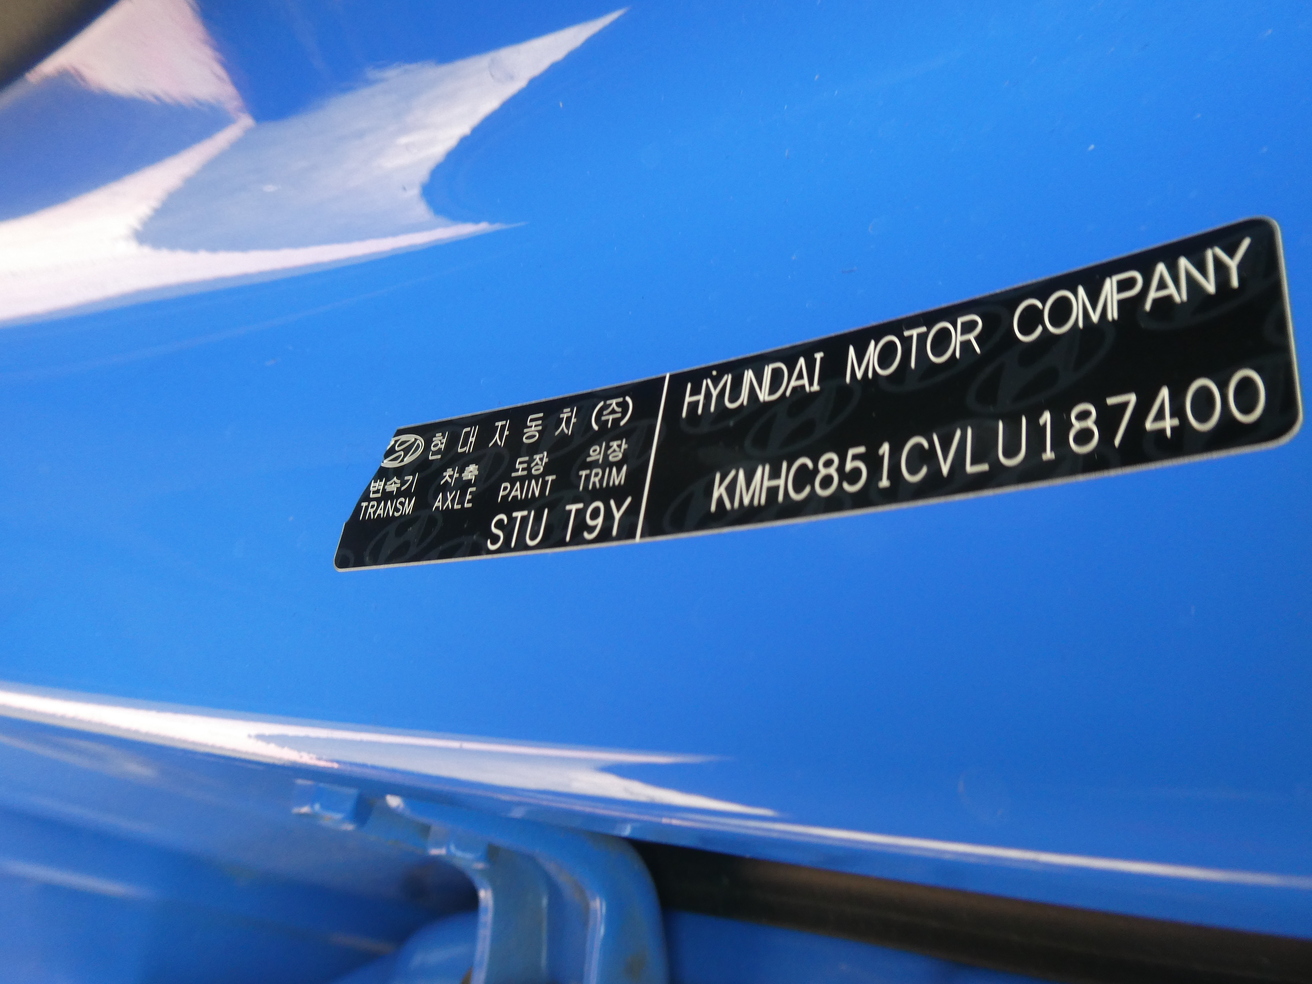 현대자동차(주)
변속기 차축 도장 의장
TRANSM AXLE PAINT TRIM
STU T9Y
HYUNDAI MOTOR COMPANY
KMHC851CVLU187400